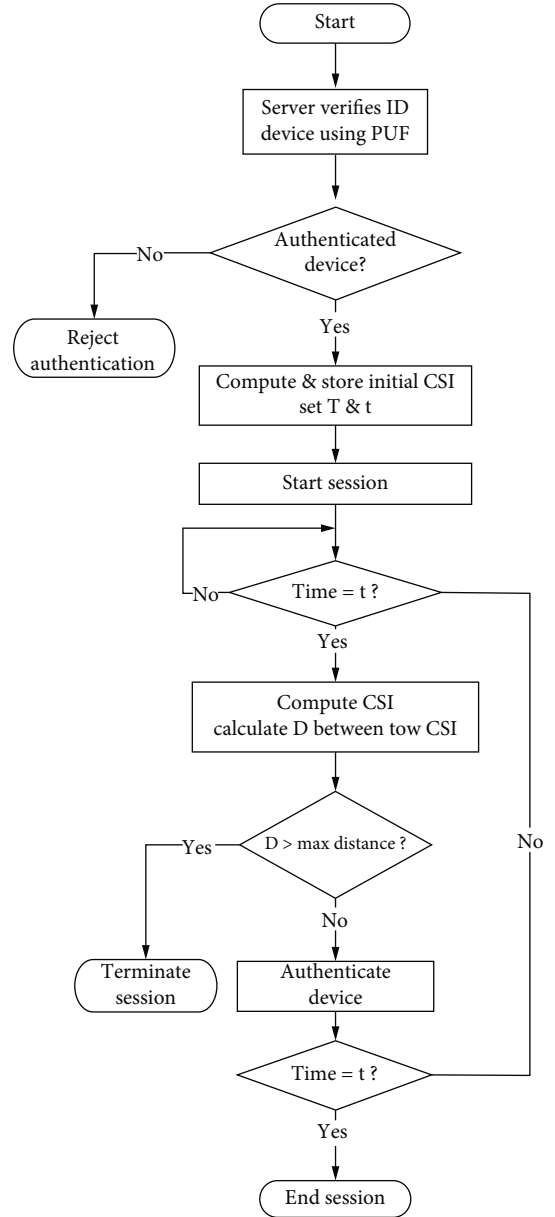 Start
Server verifies ID
device using PUF
Authenticated
device?
No
Reject
authentication
Yes
Compute & store initial CSI
set T & t
Start session
Time = t ?
No
Yes
Compute CSI
calculate D between tow CSI
D > max distance ?
Yes
No
No
Terminate
session
Authenticate
device
Time = t ?
Yes
End session